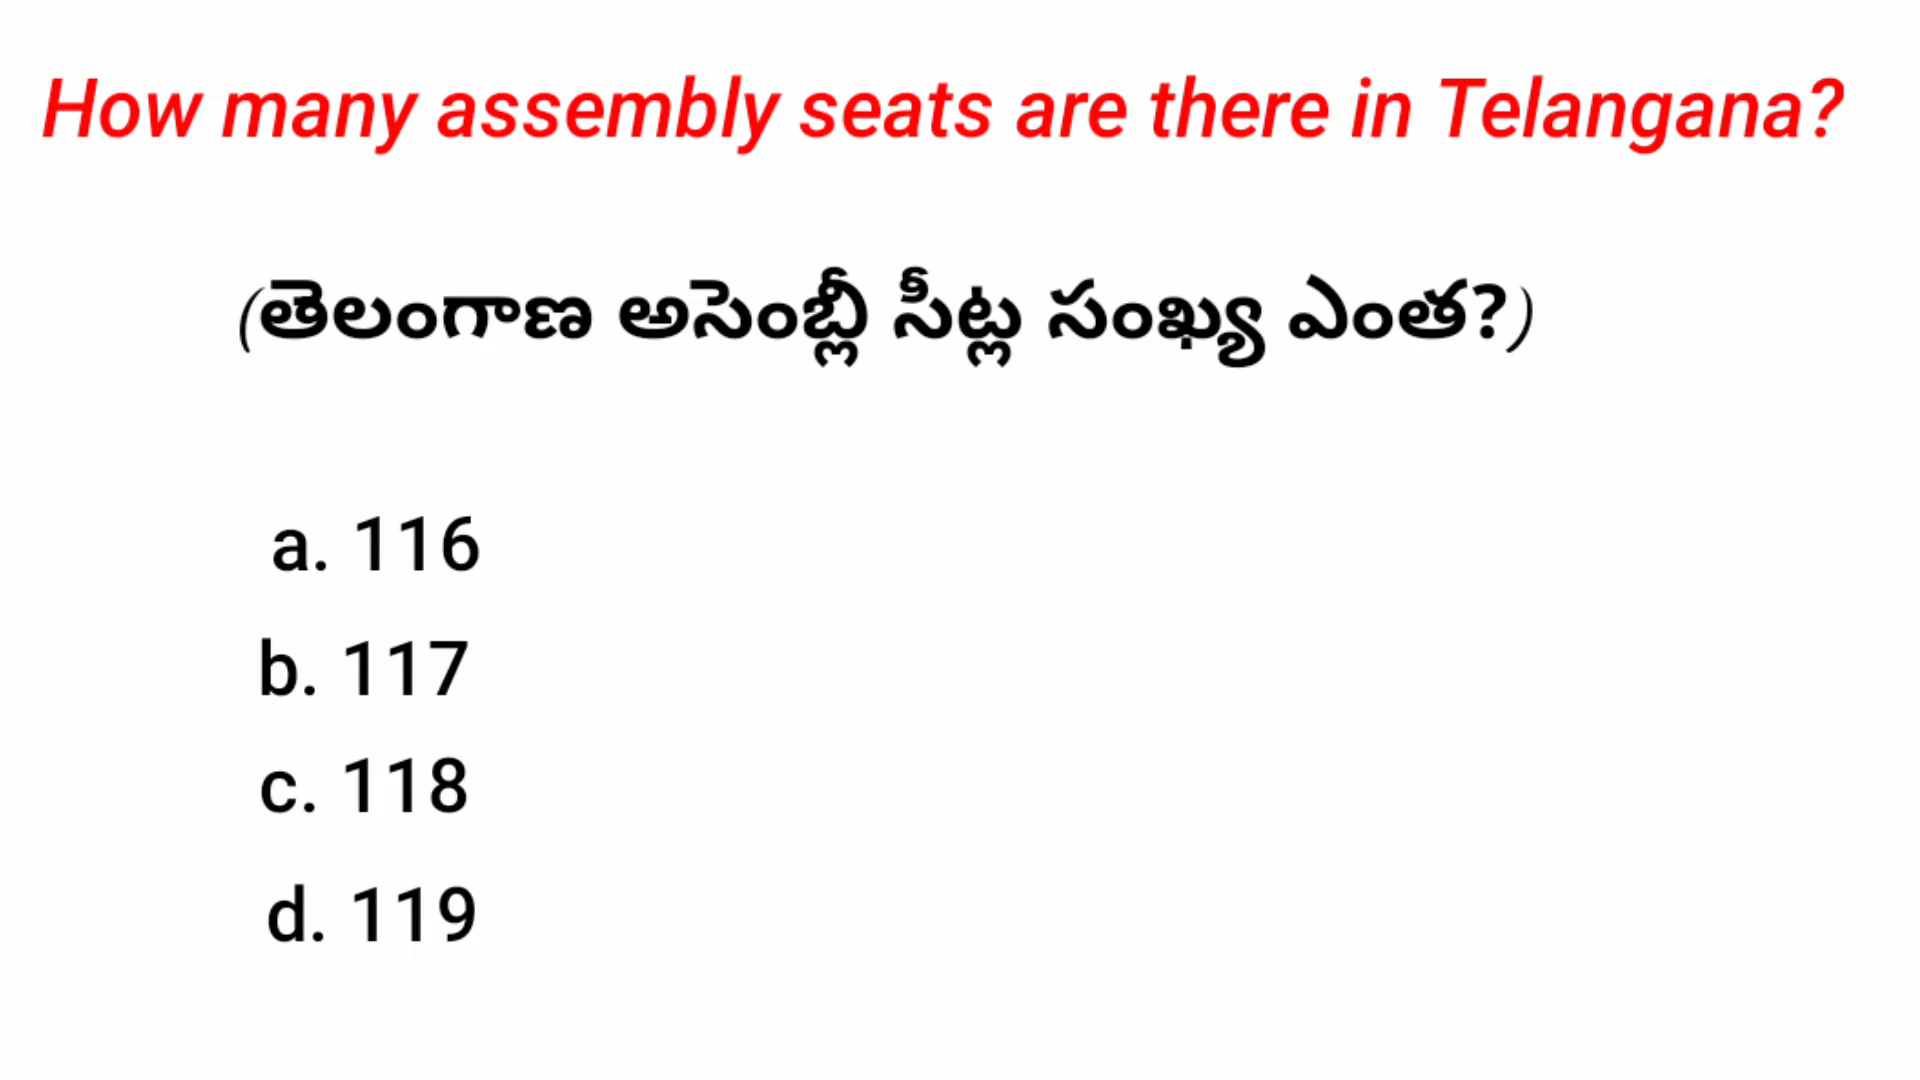 How many assembly seats are there in Telangana?
(తెలంగాణ అసెంబ్లీ సీట్ల సంఖ్య ఎంత?)
a. 116
b. 117
c. 118
d. 119